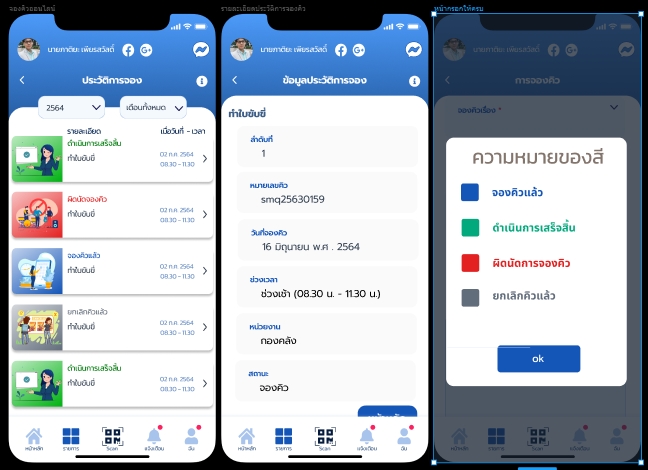 จองคิวออนไลน์
นายภาติยะ เพียรสวัสดิ์
ประวัติการจอง
2564
เดือนทั้งหมด
รายละเอียด
เมื่อวันที่ - เวลา
ดำเนินการเสร็จสิ้น
ทำใบขับขี่
02 ก.ค. 2564
08:30 - 11:30
ผิดนัดจองคิว
ทำใบขับขี่
02 ก.ค. 2564
08:30 - 11:30
จองคิวแล้ว
ทำใบขับขี่
02 ก.ค. 2564
08:30 - 11:30
ยกเลิกคิวแล้ว
ทำใบขับขี่
02 ก.ค. 2564
08:30 - 11:30
ดำเนินการเสร็จสิ้น
ทำใบขับขี่
02 ก.ค. 2564
08:30 - 11:30
หน้าหลัก
รายการ
Scan
แจ้งเตือน
ฉัน
รายละเอียดประวัติการจองคิว
นายภาติยะ เพียรสวัสดิ์
ข้อมูลประวัติการจอง
ทำใบขับขี่
ลำดับที่
1
หมายเลขคิว
smq25630159
วันที่จองคิว
16 มิถุนายน พ.ศ . 2564
ช่วงเวลา
ช่วงเช้า (08.30 น. - 11.30 น.)
หน่วยงาน
กองคลัง
สถานะ
จองคิว
หน้าหลัก
รายการ
Scan
แจ้งเตือน
ฉัน
หน้ากรอกให้ครบ
นายภาติยะ เพียรสวัสดิ์
การจองคิว
จองคิวเรื่อง *
ความหมายของสี
จองคิวแล้ว
ดำเนินการเสร็จสิ้น
ผิดนัดการจองคิว
ยกเลิกคิวแล้ว
ok
หน้าหลัก
รายการ
Scan
แจ้งเตือน
ฉัน